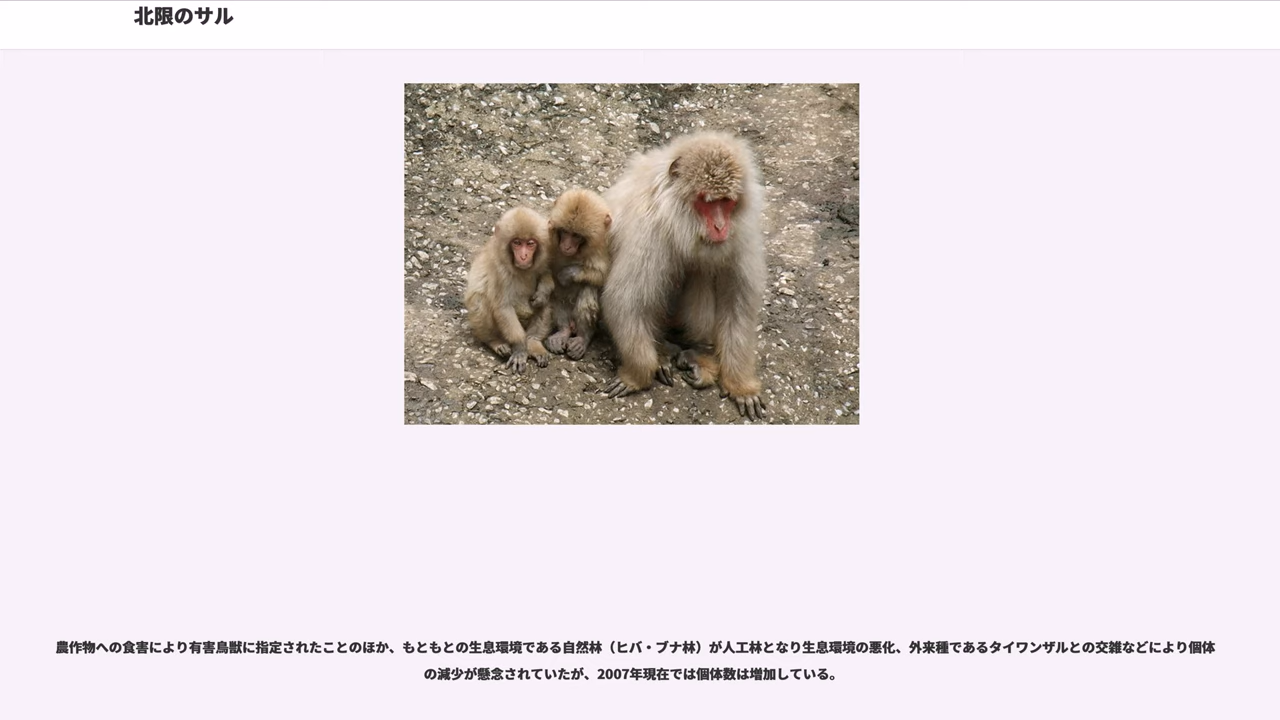 北限のサル
農作物への食害により有害鳥獣に指定されたことのほか、もともとの生息環境である自然林（ヒバ・ブナ林）が人工林となり生息環境の悪化、外来種であるタイワンザルとの交雑などにより個体
の減少が懸念されていたが、2007年現在では個体数は増加している。